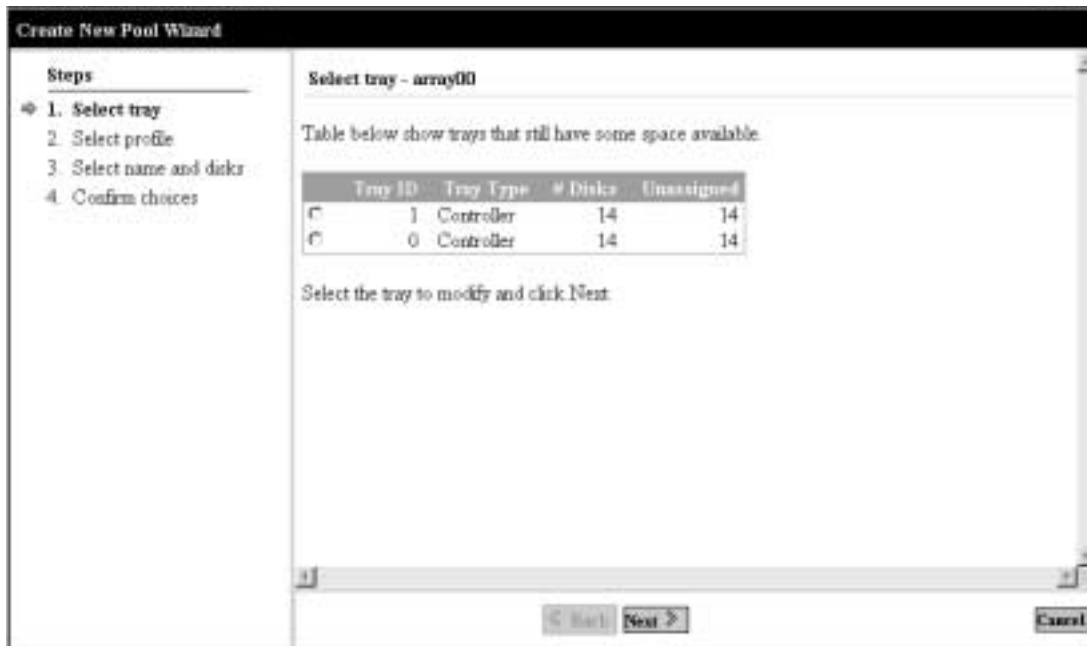 Create New Pool Wizard
Steps
1. Select tray
2. Select profile
3. Select name and disks
4. Confirm choices
Select tray - array00
Table below show trays that still have some space available.
Tray ID Tray Type # Disks Unassigned
1 Controller 14 14
0 Controller 14 14
Select the tray to modify and click Next.
Back Next Cancel